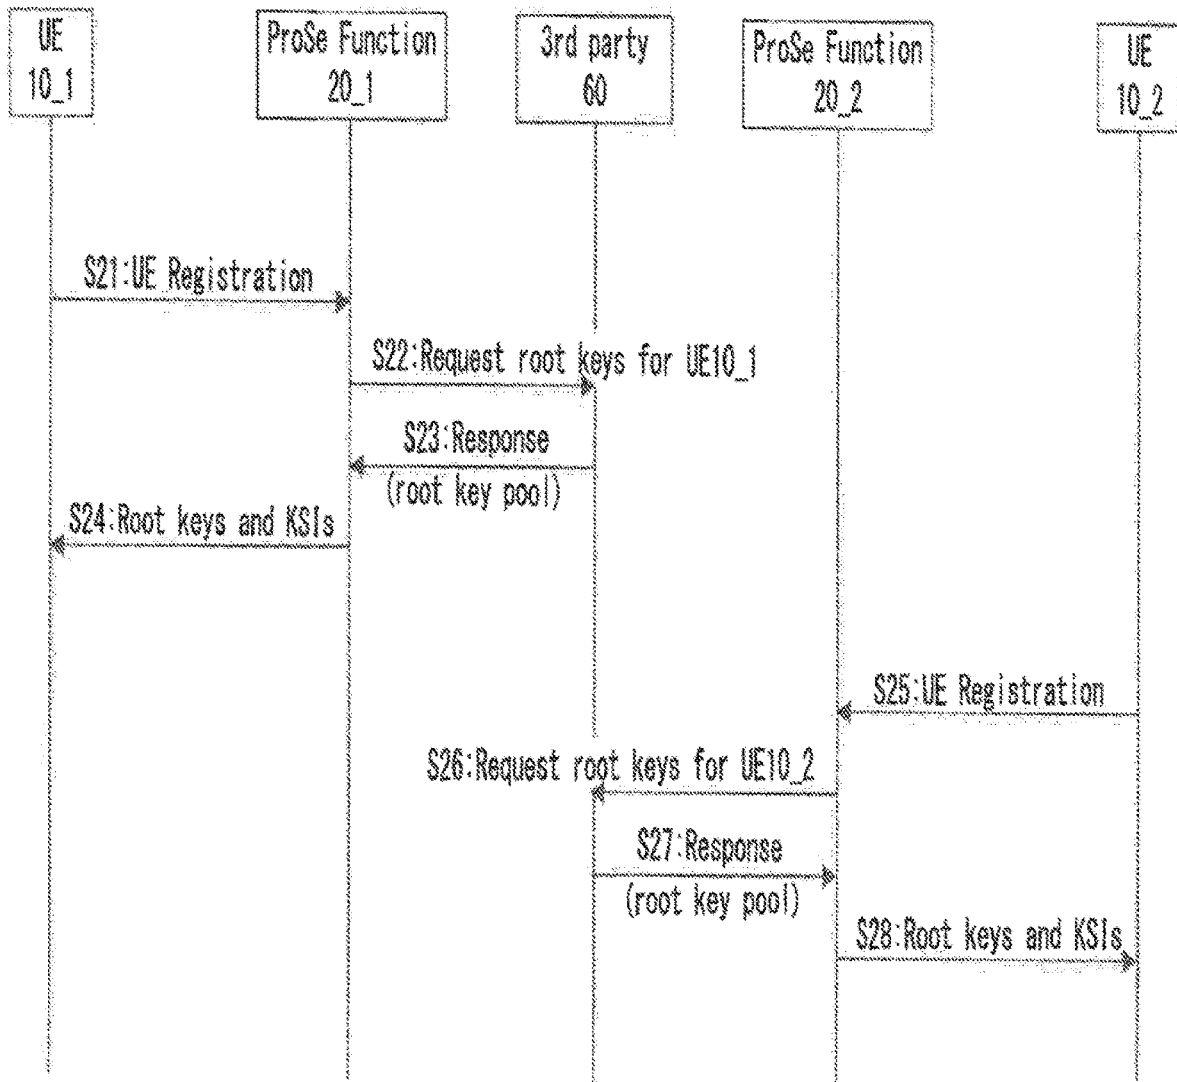 UE
10_1
ProSe Function
20_1
3rd party
60
ProSe Function
20_2
UE
10_2
S21:UE Registration
S22:Request root keys for UE10_1
S23:Response
(root key pool)
S24:Root keys and KSIs
S25:UE Registration
S26:Request root keys for UE10_2
S27:Response
(root key pool)
S28:Root keys and KSIs